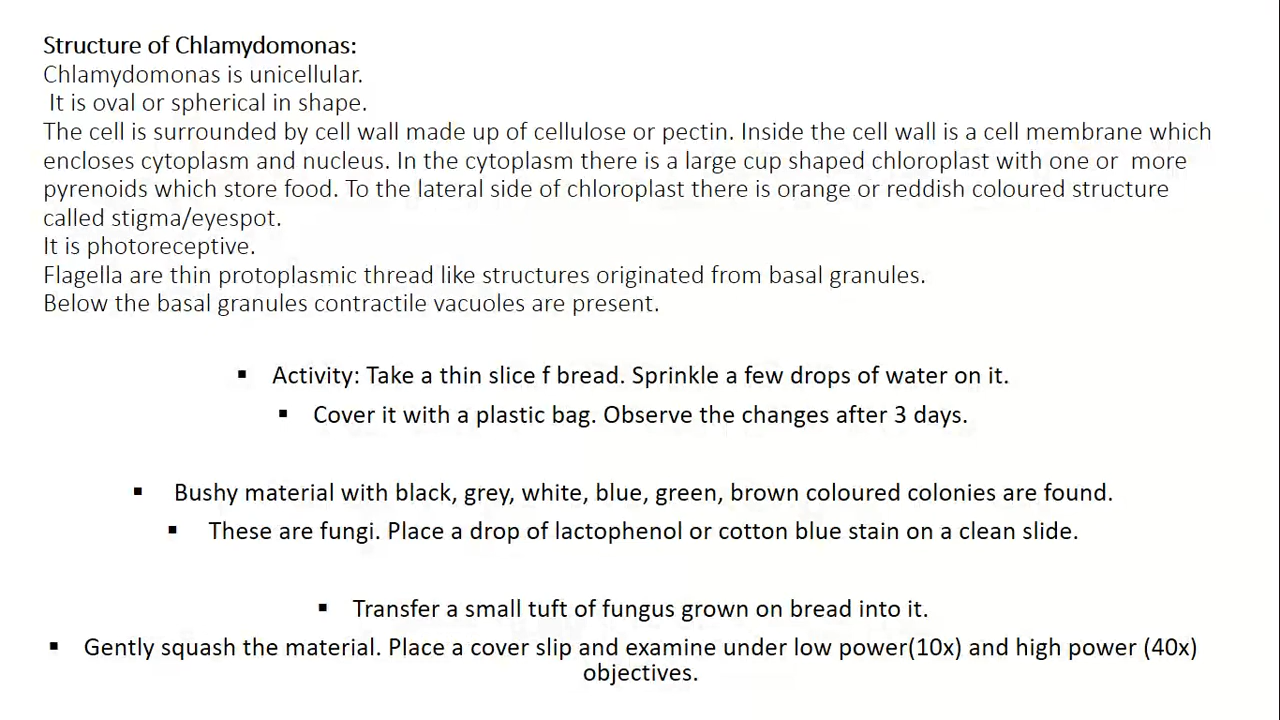 Structure of Chlamydomonas:
Chlamydomonas is unicellular.
It is oval or spherical in shape.
The cell is surrounded by cell wall made up of cellulose or pectin. Inside the cell wall is a cell membrane which
encloses cytoplasm and nucleus. In the cytoplasm there is a large cup shaped chloroplast with one or more
pyrenoids which store food. To the lateral side of chloroplast there is orange or reddish coloured structure
called stigma/eyespot.
It is photoreceptive.
Flagella are thin protoplasmic thread like structures originated from basal granules.
Below the basal granules contractile vacuoles are present.
▪ Activity: Take a thin slice f bread. Sprinkle a few drops of water on it.
▪ Cover it with a plastic bag. Observe the changes after 3 days.
▪ Bushy material with black, grey, white, blue, green, brown coloured colonies are found.
▪ These are fungi. Place a drop of lactophenol or cotton blue stain on a clean slide.
▪ Transfer a small tuft of fungus grown on bread into it.
▪ Gently squash the material. Place a cover slip and examine under low power(10x) and high power (40x)
objectives.